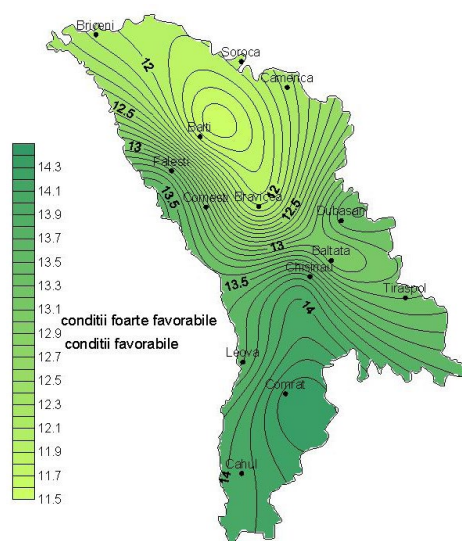 Briceni
Soroca
Camenca
12
12.5
Balti
13
Falesti
13.5
Cornesti
Bravicea
12
12.5
Dubasari
13
Baltata
Chisinau
13.5
Tiraspol
14
Leova
Comrat
Cahul
14
14.3
14.1
13.9
13.7
13.5
13.3
13.1
12.9
12.7
12.5
12.3
12.1
11.9
11.7
11.5
conditii foarte favorabile
conditii favorabile